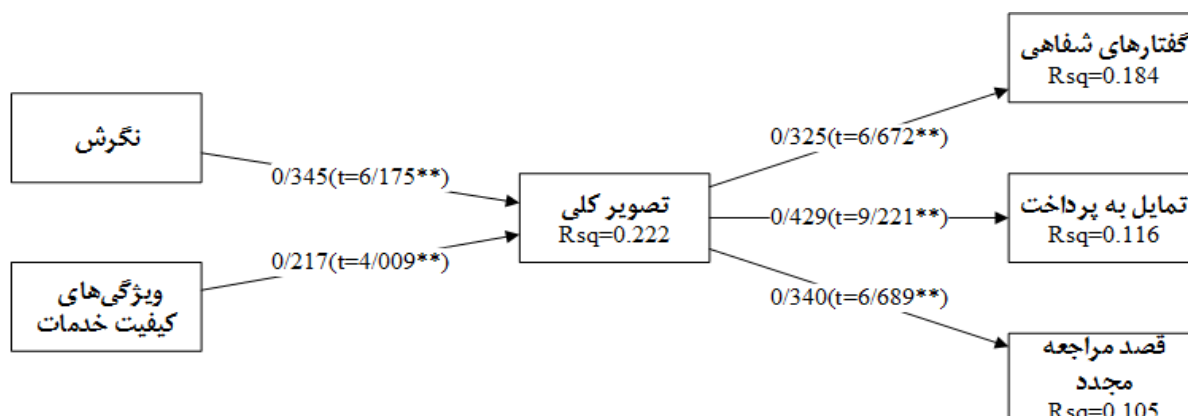 گفتارهای شفاهی
Rsq=0.184
نگرش
0/325(t=6/672**)
0/345(t=6/175**)
تصویر کلی
Rsq=0.222
0/429(t=9/221**)
تمایل به پرداخت
Rsq=0.116
0/217(t=4/009**)
ویژگی‌های
کیفیت خدمات
0/340(t=6/689**)
قصد مراجعه
مجدد
Rsq=0.105